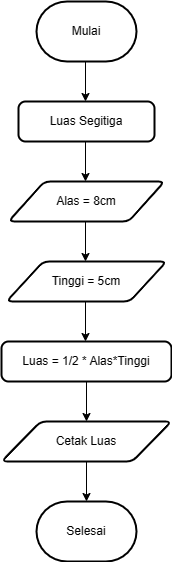 Mulai
Luas Segitiga
Alas = 8cm
Tinggi = 5cm
Luas = 1/2 * Alas*Tinggi
Cetak Luas
Selesai